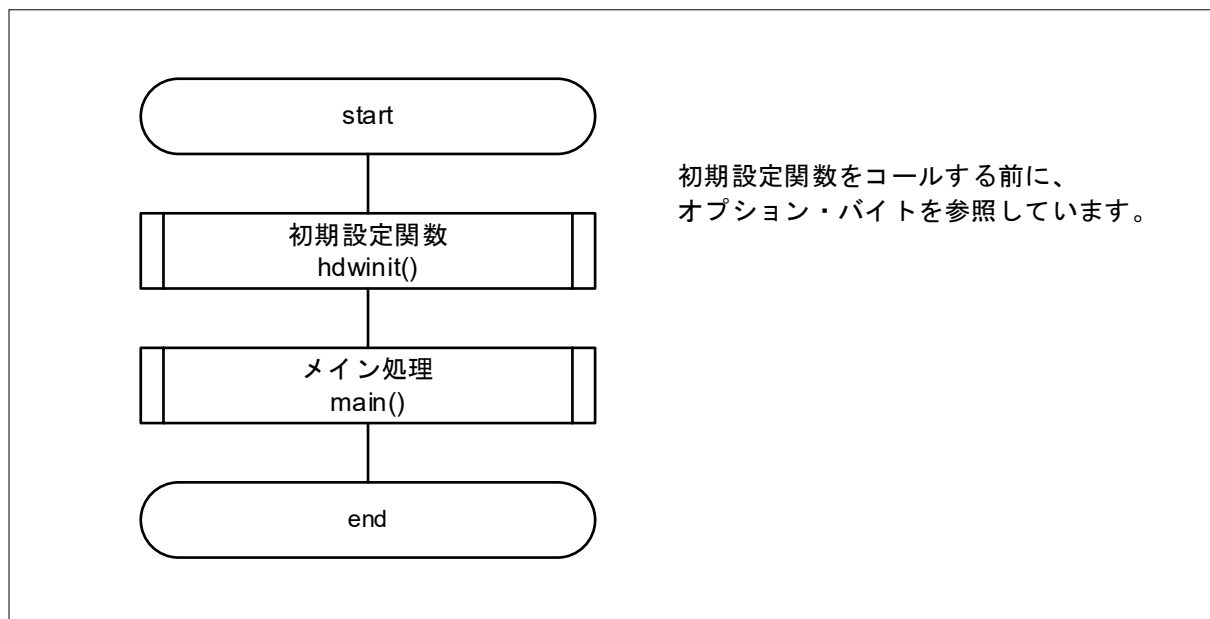 start
初期設定関数をコールする前に、
オプション・バイトを参照しています。
初期設定関数
hdwinit()
メイン処理
main()
end